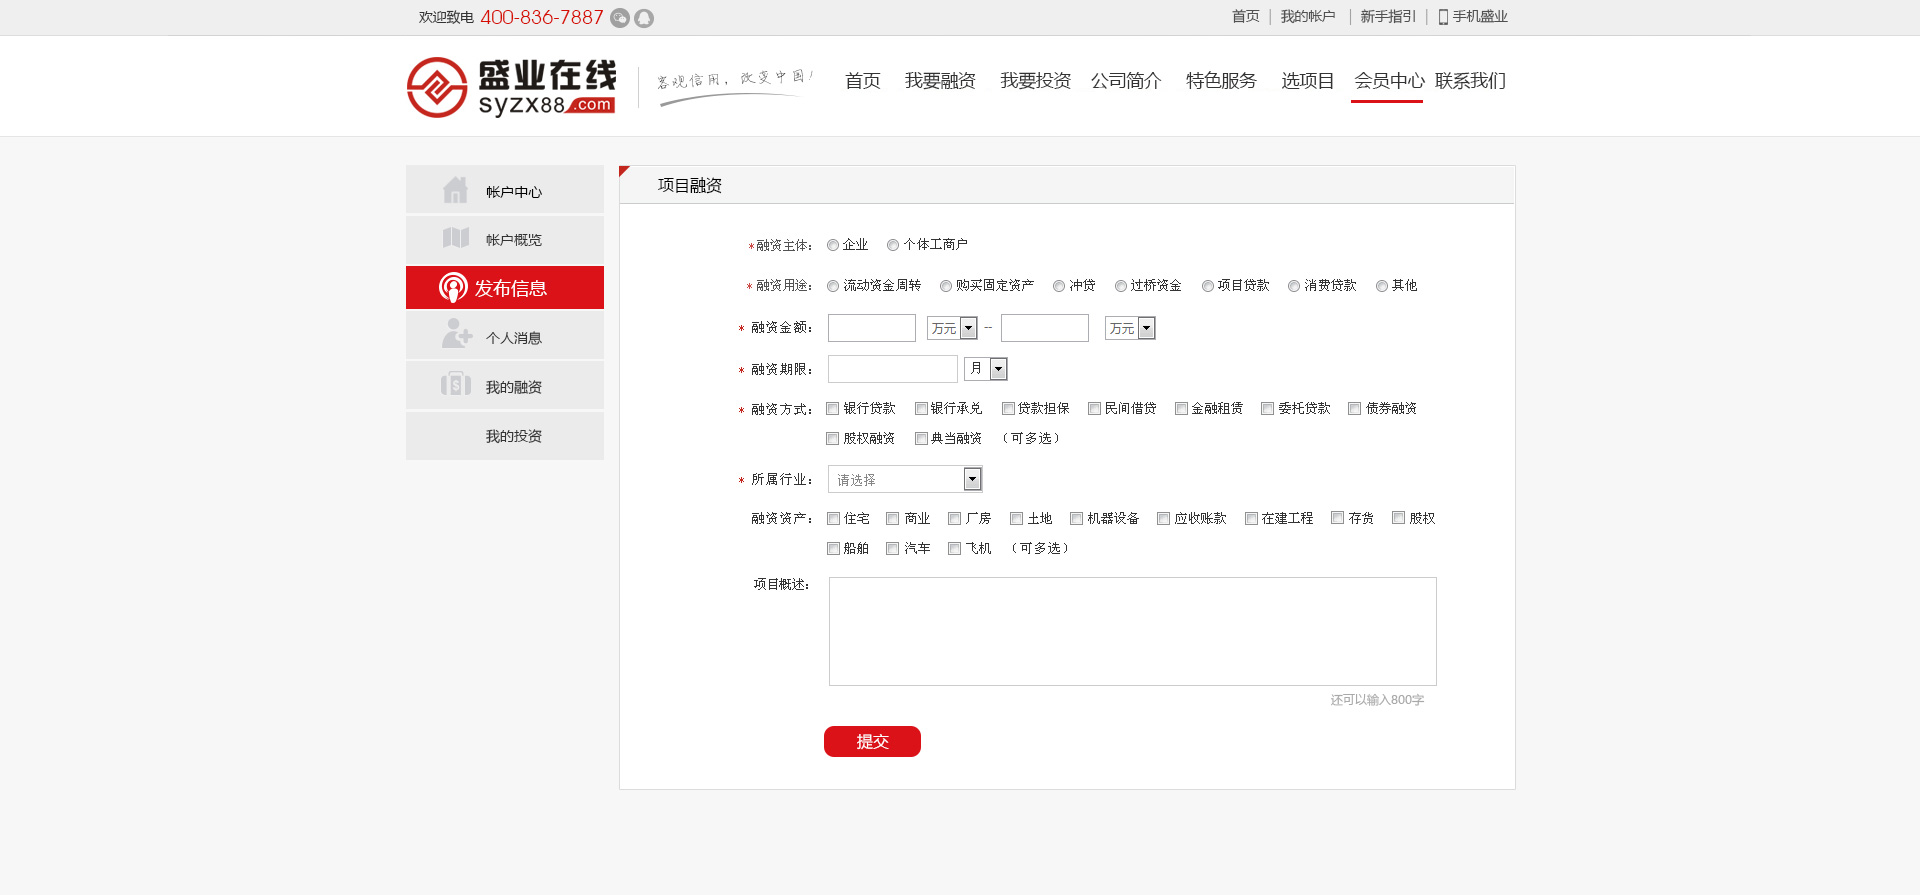 欢迎致电 400-836-7887
首页 | 我的帐户 | 新手指引 | 手机盛业
盛业在线
syzx88.com
客观信用，改变中国！
首页 我要融资 我要投资 公司简介 特色服务 选项目 会员中心 联系我们
帐户中心
帐户概览
发布信息
个人消息
我的融资
我的投资
项目融资
*融资主体： 企业 个体工商户
*融资用途： 流动资金周转 购买固定资产 冲贷 过桥资金 项目贷款 消费贷款 其他
* 融资金额： 万元 -- 万元
* 融资期限： 月
* 融资方式： 银行贷款 银行承兑 贷款担保 民间借贷 金融租赁 委托贷款 债券融资
股权融资 典当融资 （可多选）
* 所属行业： 请选择
融资资产： 住宅 商业 厂房 土地 机器设备 应收账款 在建工程 存货 股权
船舶 汽车 飞机 （可多选）
项目概述：
还可以输入800字
提交